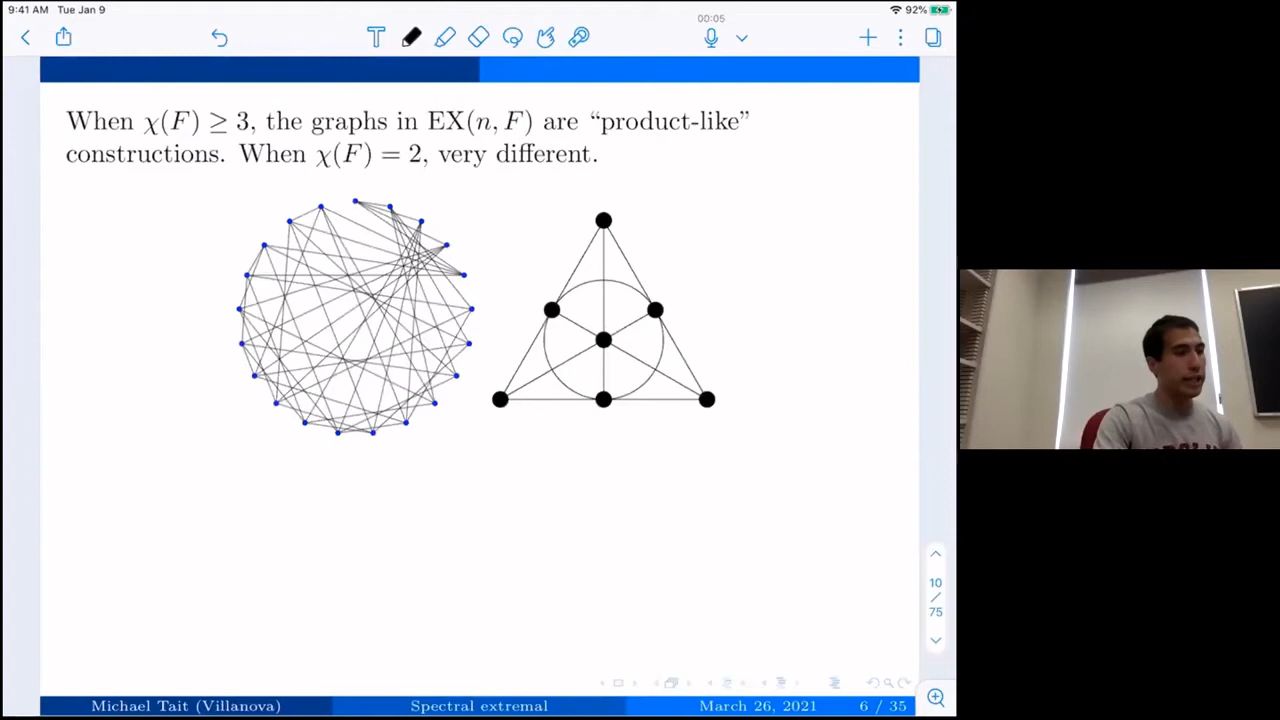 9:41 AM Tue Jan 9
92%
00:05
When χ(F) ≥ 3, the graphs in EX(n, F) are “product-like”
constructions. When χ(F) = 2, very different.
10
/
75
Michael Tait (Villanova) Spectral extremal March 26, 2021 6 / 35